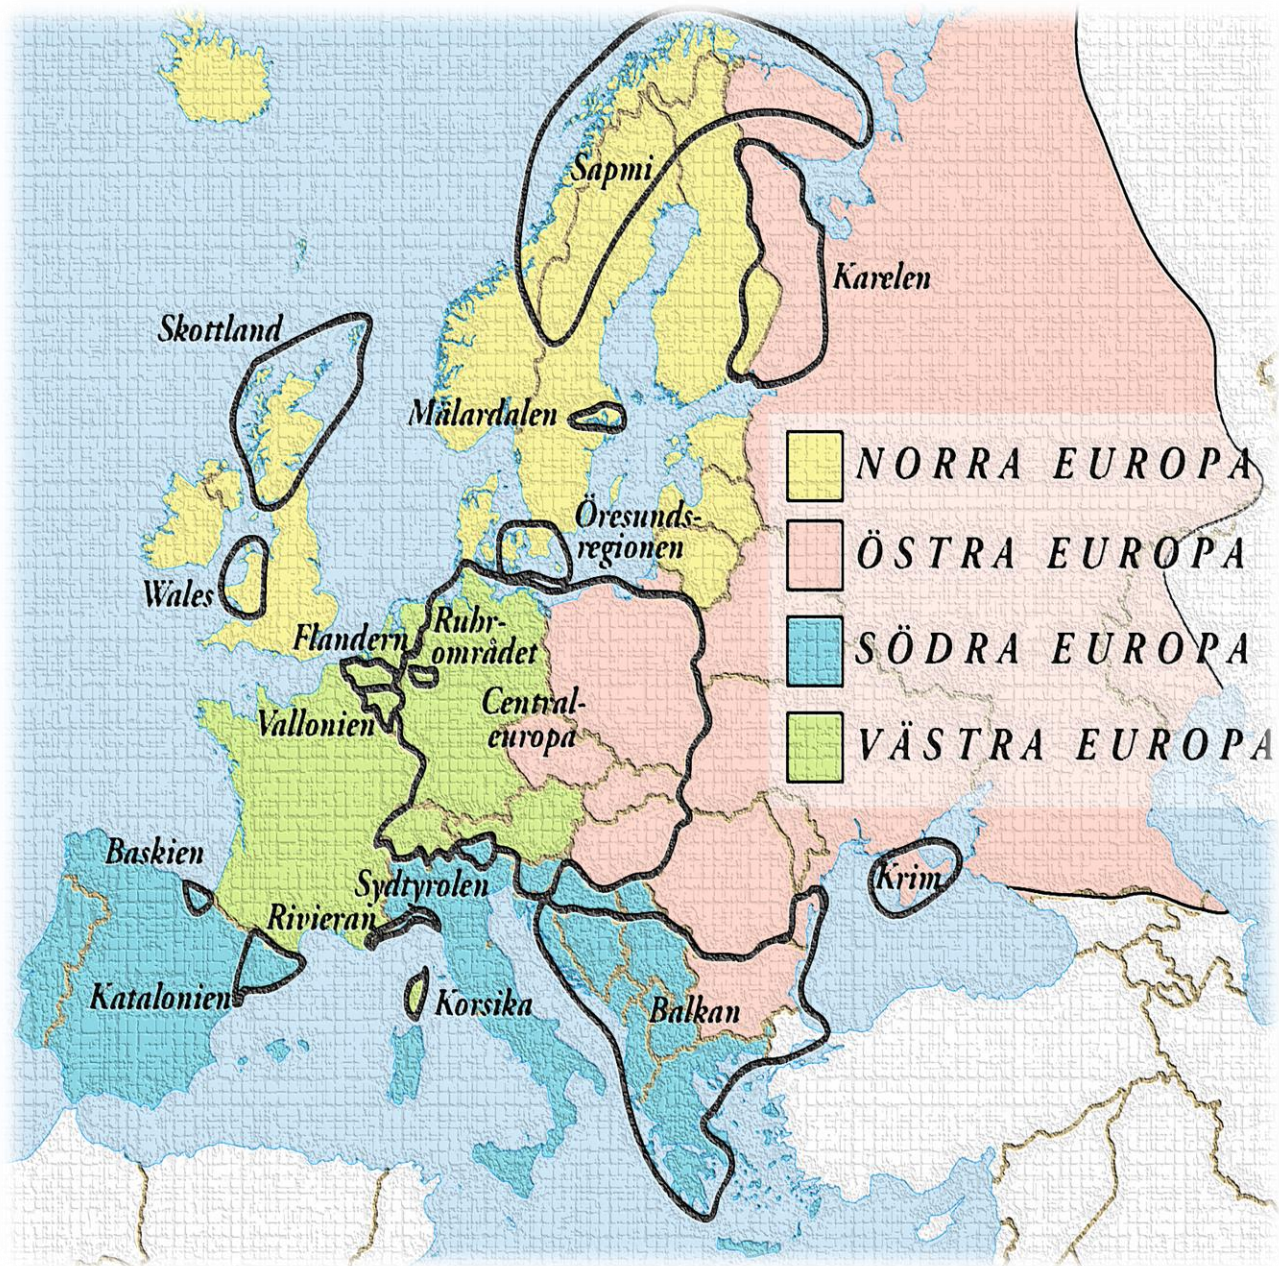 Sapmi
Karelen
Skottland
Mälardalen
NORRA EUROPA
Öresunds-
regionen
ÖSTRA EUROPA
Wales
Flandern
Ruhr-
området
SÖDRA EUROPA
Central-
europa
Vallonien
VÄSTRA EUROPA
Baskien
Sydtyrolen
Krim
Rivieran
Katalonien
Korsika
Balkan